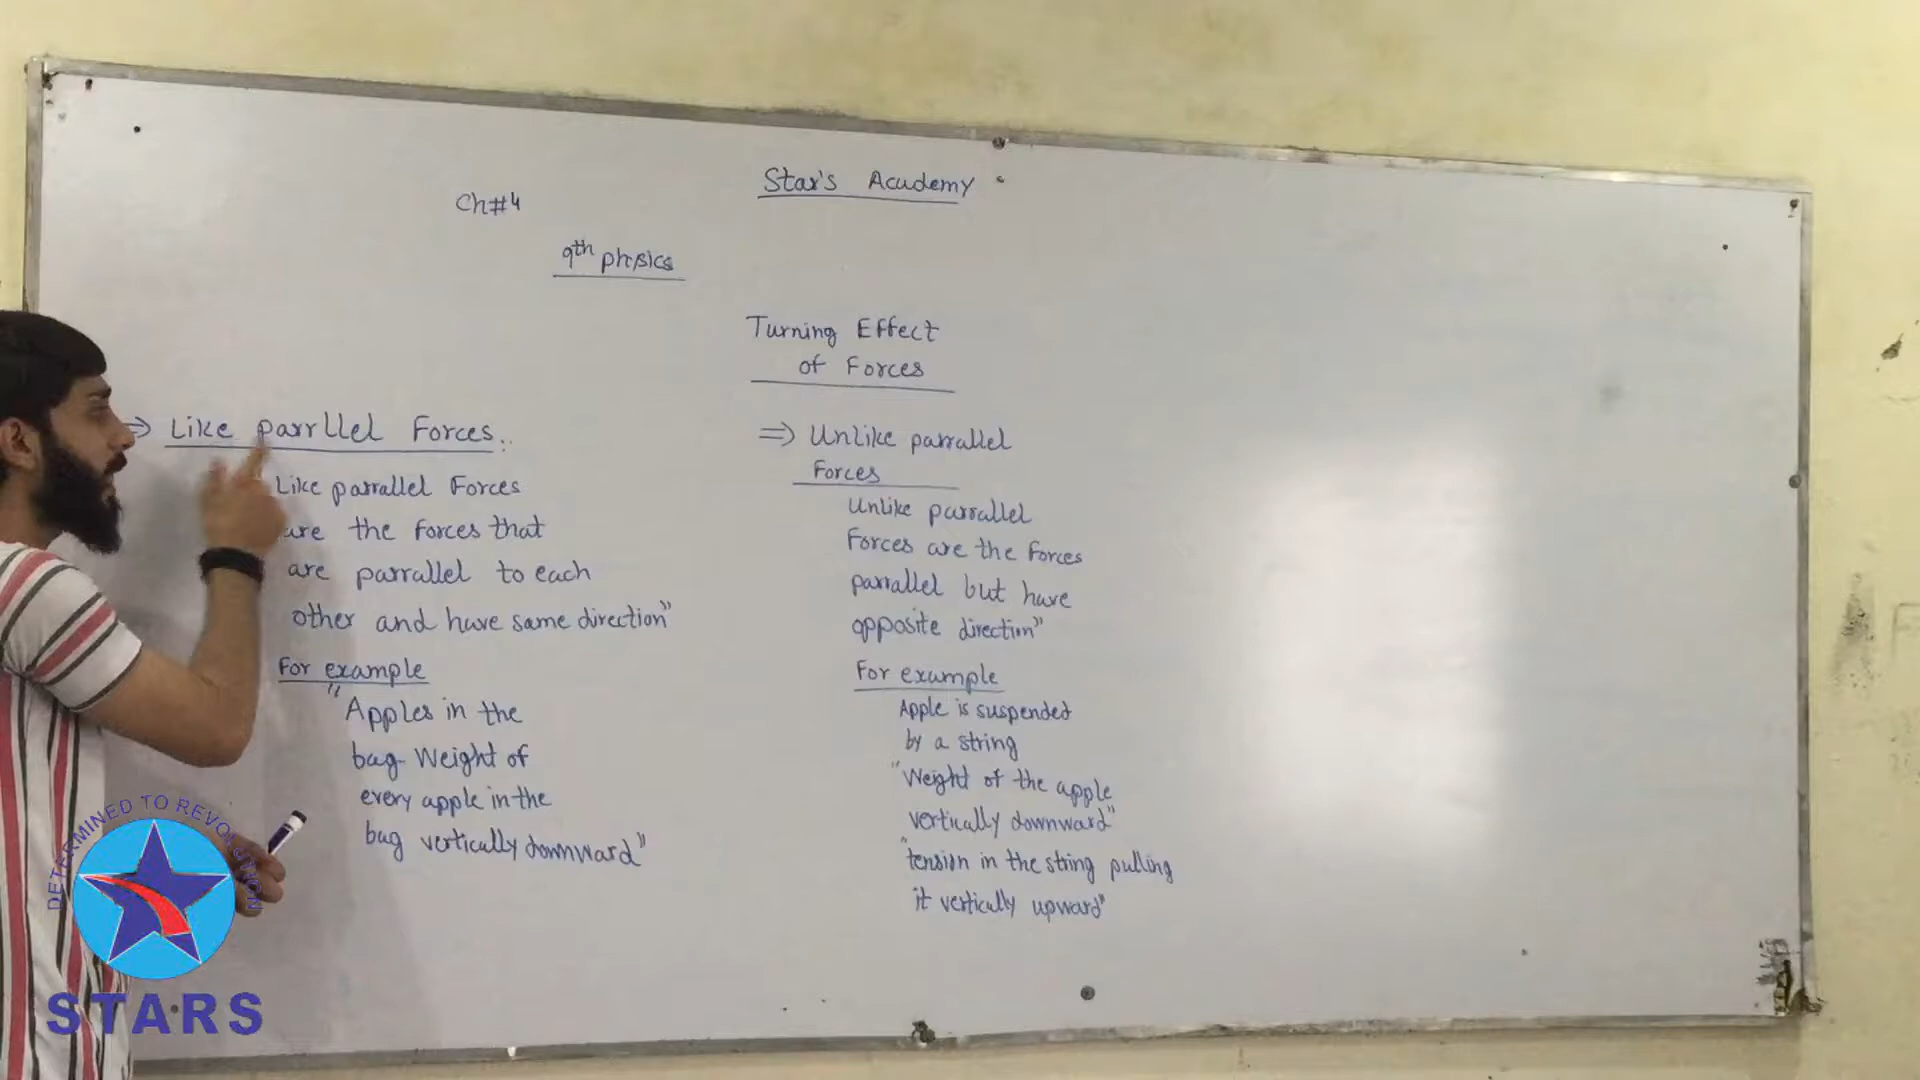 Star's Academy
Ch#4
9th physics
Turning Effect
of Forces
⇒ Like parrllel Forces..
Like parrallel Forces
are the forces that
are parrallel to each
other and have same direction"
For example
"Apples in the
bag Weight of
every apple in the
bag vertically downward"
⇒ Unlike parrallel
Forces
Unlike parrallel
Forces are the forces
parrallel but have
opposite direction"
For example
Apple is suspended
by a string
"Weight of the apple
vertically downward"
"tension in the string pulling
it vertically upward"
DETERMINED TO REVOLUTION
STARS